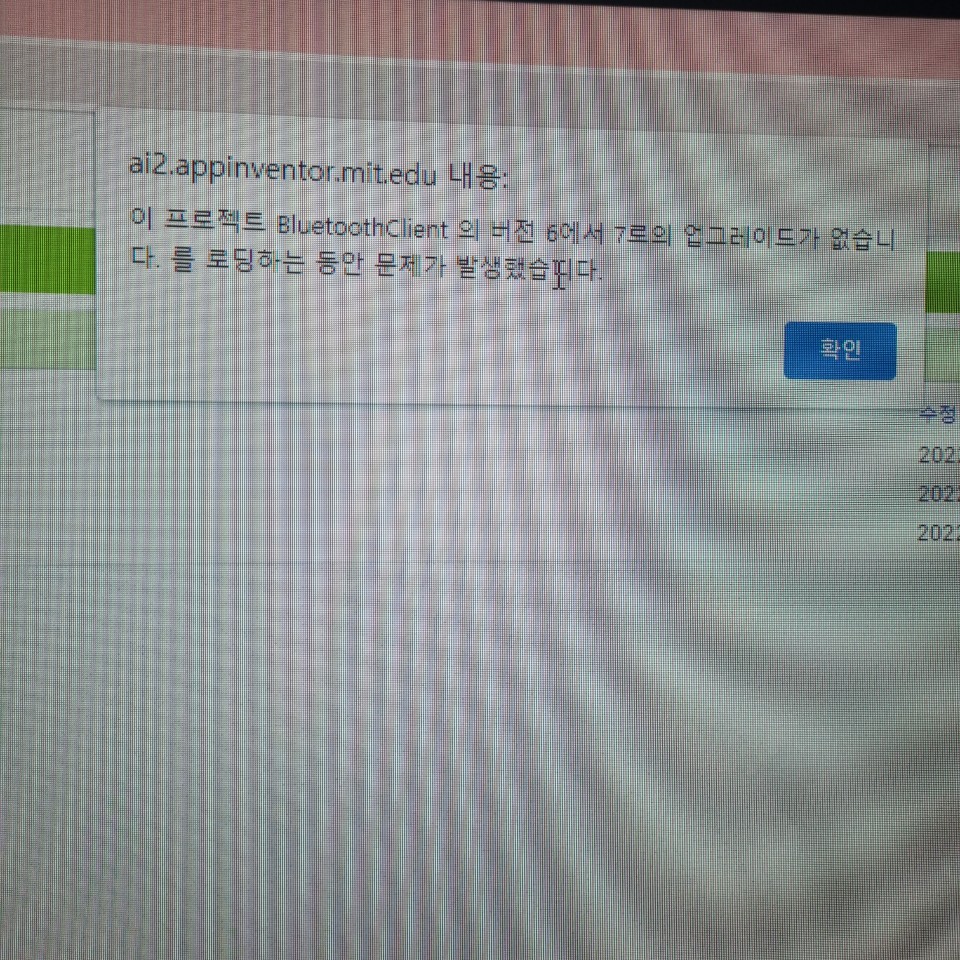 ai2.appinventor.mit.edu 내용:
이 프로젝트 BluetoothClient 의 버전 6에서 7로의 업그레이드가 없습니
다. 를 로딩하는 동안 문제가 발생했습니다.
확인
수정
202
202
2022